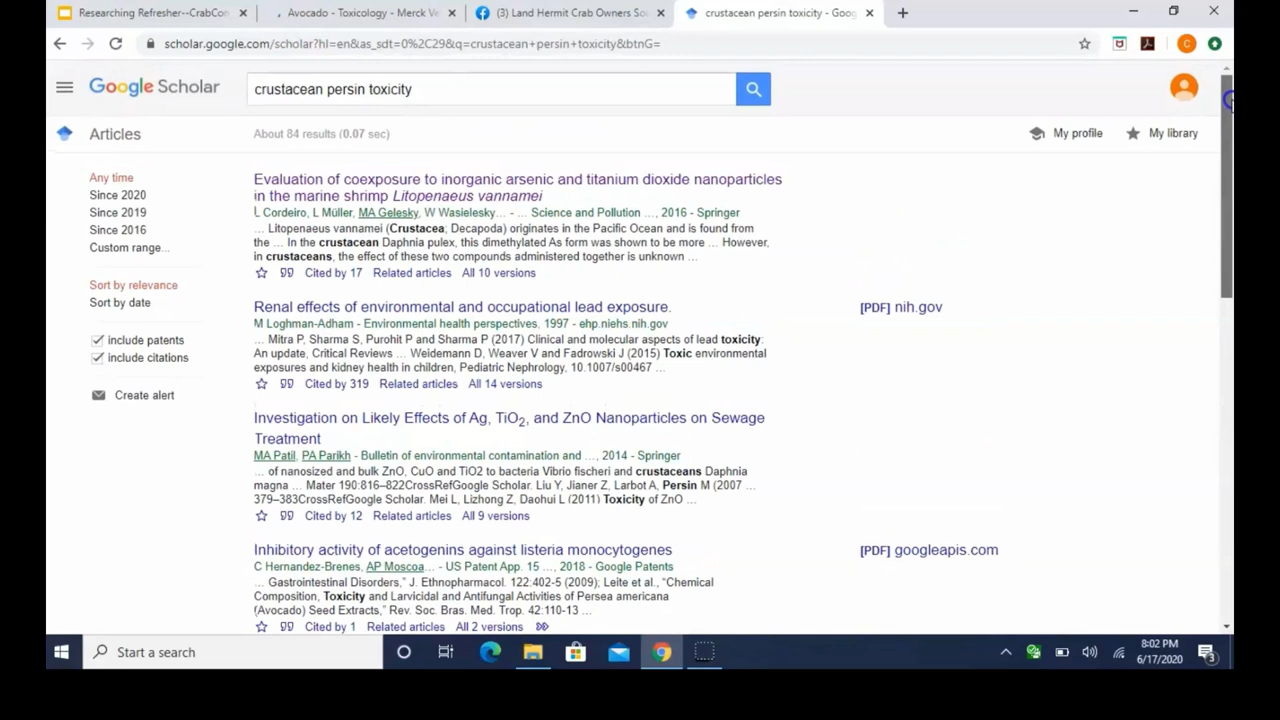 Researching Refresher--CrabCon
Avocado - Toxicology - Merck Ve
(3) Land Hermit Crab Owners So
crustacean persin toxicity - Goog
scholar.google.com/scholar?hl=en&as_sdt=0%2C29&q=crustacean+persin+toxicity&btnG=
C
Google Scholar
crustacean persin toxicity
Articles
About 84 results (0.07 sec)
My profile
My library
Any time
Since 2020
Since 2019
Since 2016
Custom range...
Sort by relevance
Sort by date
include patents
include citations
Create alert
Evaluation of coexposure to inorganic arsenic and titanium dioxide nanoparticles
in the marine shrimp Litopenaeus vannamei
L Cordeiro, L Müller, MA Gelesky, W Wasielesky... - ... Science and Pollution ..., 2016 - Springer
... Litopenaeus vannamei (Crustacea; Decapoda) originates in the Pacific Ocean and is found from
the ... In the crustacean Daphnia pulex, this dimethylated As form was shown to be more ... However,
in crustaceans, the effect of these two compounds administered together is unknown ...
Cited by 17 Related articles All 10 versions
Renal effects of environmental and occupational lead exposure.
[PDF] nih.gov
M Loghman-Adham - Environmental health perspectives, 1997 - ehp.niehs.nih.gov
... Mitra P, Sharma S, Purohit P and Sharma P (2017) Clinical and molecular aspects of lead toxicity:
An update, Critical Reviews ... Weidemann D, Weaver V and Fadrowski J (2015) Toxic environmental
exposures and kidney health in children, Pediatric Nephrology, 10.1007/s00467 ...
Cited by 319 Related articles All 14 versions
Investigation on Likely Effects of Ag, TiO2, and ZnO Nanoparticles on Sewage
Treatment
MA Patil, PA Parikh - Bulletin of environmental contamination and ..., 2014 - Springer
... of nanosized and bulk ZnO, CuO and TiO2 to bacteria Vibrio fischeri and crustaceans Daphnia
magna ... Mater 190:816–822CrossRefGoogle Scholar. Liu Y, Jianer Z, Larbot A, Persin M (2007 ...
379–383CrossRefGoogle Scholar. Mei L, Lizhong Z, Daohui L (2011) Toxicity of ZnO ...
Cited by 12 Related articles All 9 versions
Inhibitory activity of acetogenins against listeria monocytogenes
[PDF] googleapis.com
C Hernandez-Brenes, AP Moscoa... - US Patent App. 15 ..., 2018 - Google Patents
... Gastrointestinal Disorders," J. Ethnopharmacol. 122:402-5 (2009); Leite et al., "Chemical
Composition, Toxicity and Larvicidal and Antifungal Activities of Persea americana
(Avocado) Seed Extracts," Rev. Soc. Bras. Med. Trop. 42:110-13 ...
Cited by 1 Related articles All 2 versions
Start a search
8:02 PM
6/17/2020
3